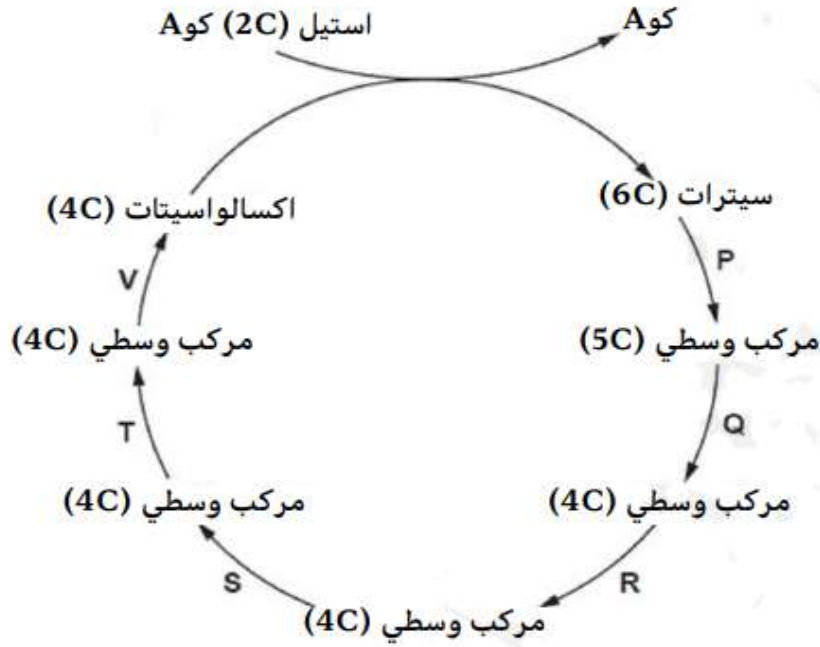 استيل (2C) كوA
كوA
اكسالواسيتات (4C)
سيترات (6C)
V
P
مركب وسطي (4C)
مركب وسطي (5C)
T
Q
مركب وسطي (4C)
مركب وسطي (4C)
S
R
مركب وسطي (4C)